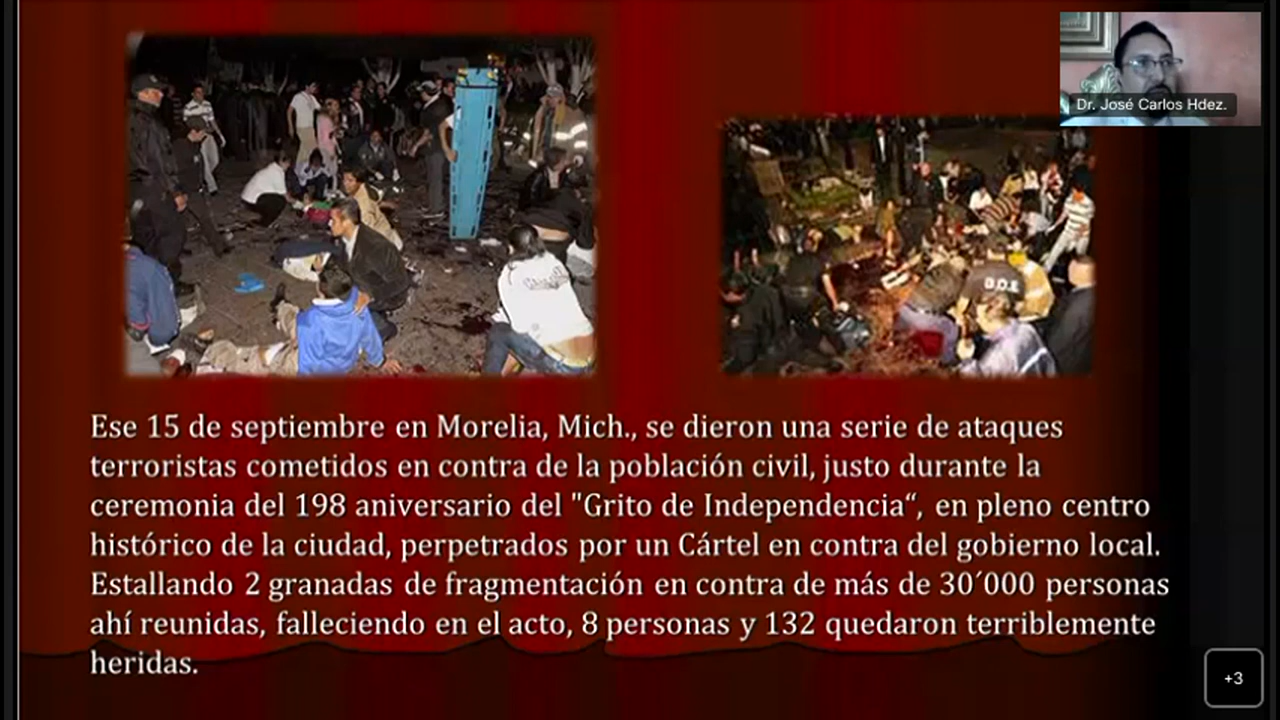 Dr. José Carlos Hdez.
D.O.E
Ese 15 de septiembre en Morelia, Mich., se dieron una serie de ataques
terroristas cometidos en contra de la población civil, justo durante la
ceremonia del 198 aniversario del "Grito de Independencia“, en pleno centro
histórico de la ciudad, perpetrados por un Cártel en contra del gobierno local.
Estallando 2 granadas de fragmentación en contra de más de 30´000 personas
ahí reunidas, falleciendo en el acto, 8 personas y 132 quedaron terriblemente
heridas.
+3